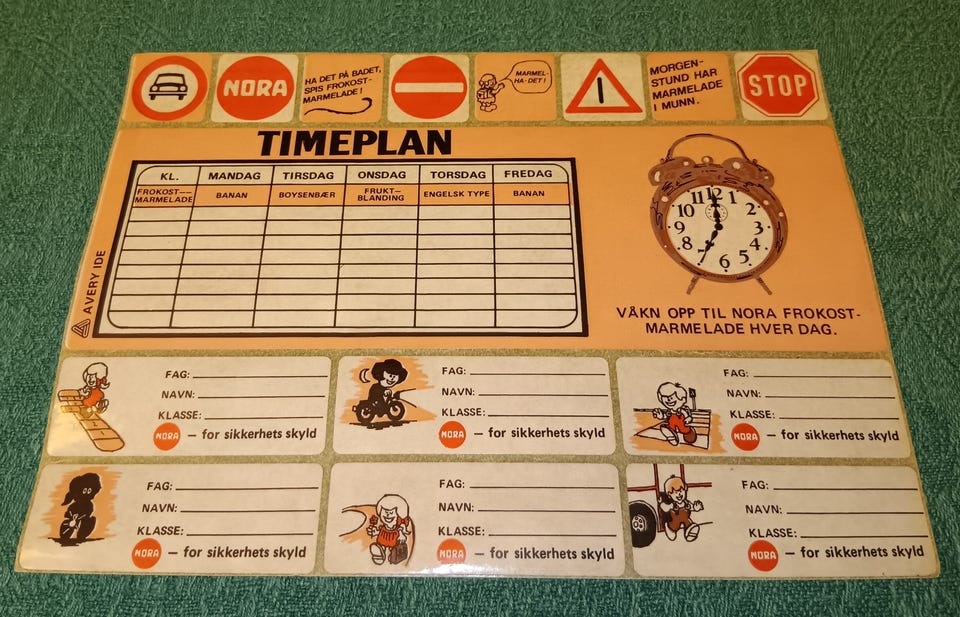 NORA
HA DET PÅ BADET,
SPIS FROKOST-
MARMELADE!
MARMEL-
HA-DET!
MORGEN-
STUND HAR
MARMELADE
I MUNN.
STOP
TIMEPLAN
KL. MANDAG TIRSDAG ONSDAG TORSDAG FREDAG
FROKOST-- BANAN BOYSENBÆR FRUKT- ENGELSK TYPE BANAN
MARMELADE BLANDING
AVERY IDE
12 1 2 3 4 5 6 7 8 9 10 11
VÅKN OPP TIL NORA FROKOST-
MARMELADE HVER DAG.
FAG:
NAVN:
KLASSE:
NORA – for sikkerhets skyld
FAG:
NAVN:
KLASSE:
NORA – for sikkerhets skyld
FAG:
NAVN:
KLASSE:
NORA – for sikkerhets skyld
FAG:
NAVN:
KLASSE:
NORA – for sikkerhets skyld
FAG:
NAVN:
KLASSE:
NORA – for sikkerhets skyld
FAG:
NAVN:
KLASSE:
NORA – for sikkerhets skyld